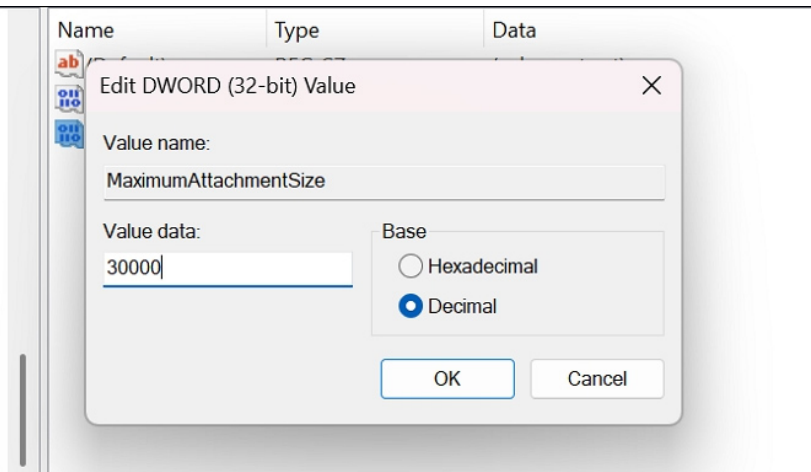 Name Type Data
Edit DWORD (32-bit) Value
Value name:
MaximumAttachmentSize
Value data:
Base
30000
Hexadecimal
Decimal
OK Cancel